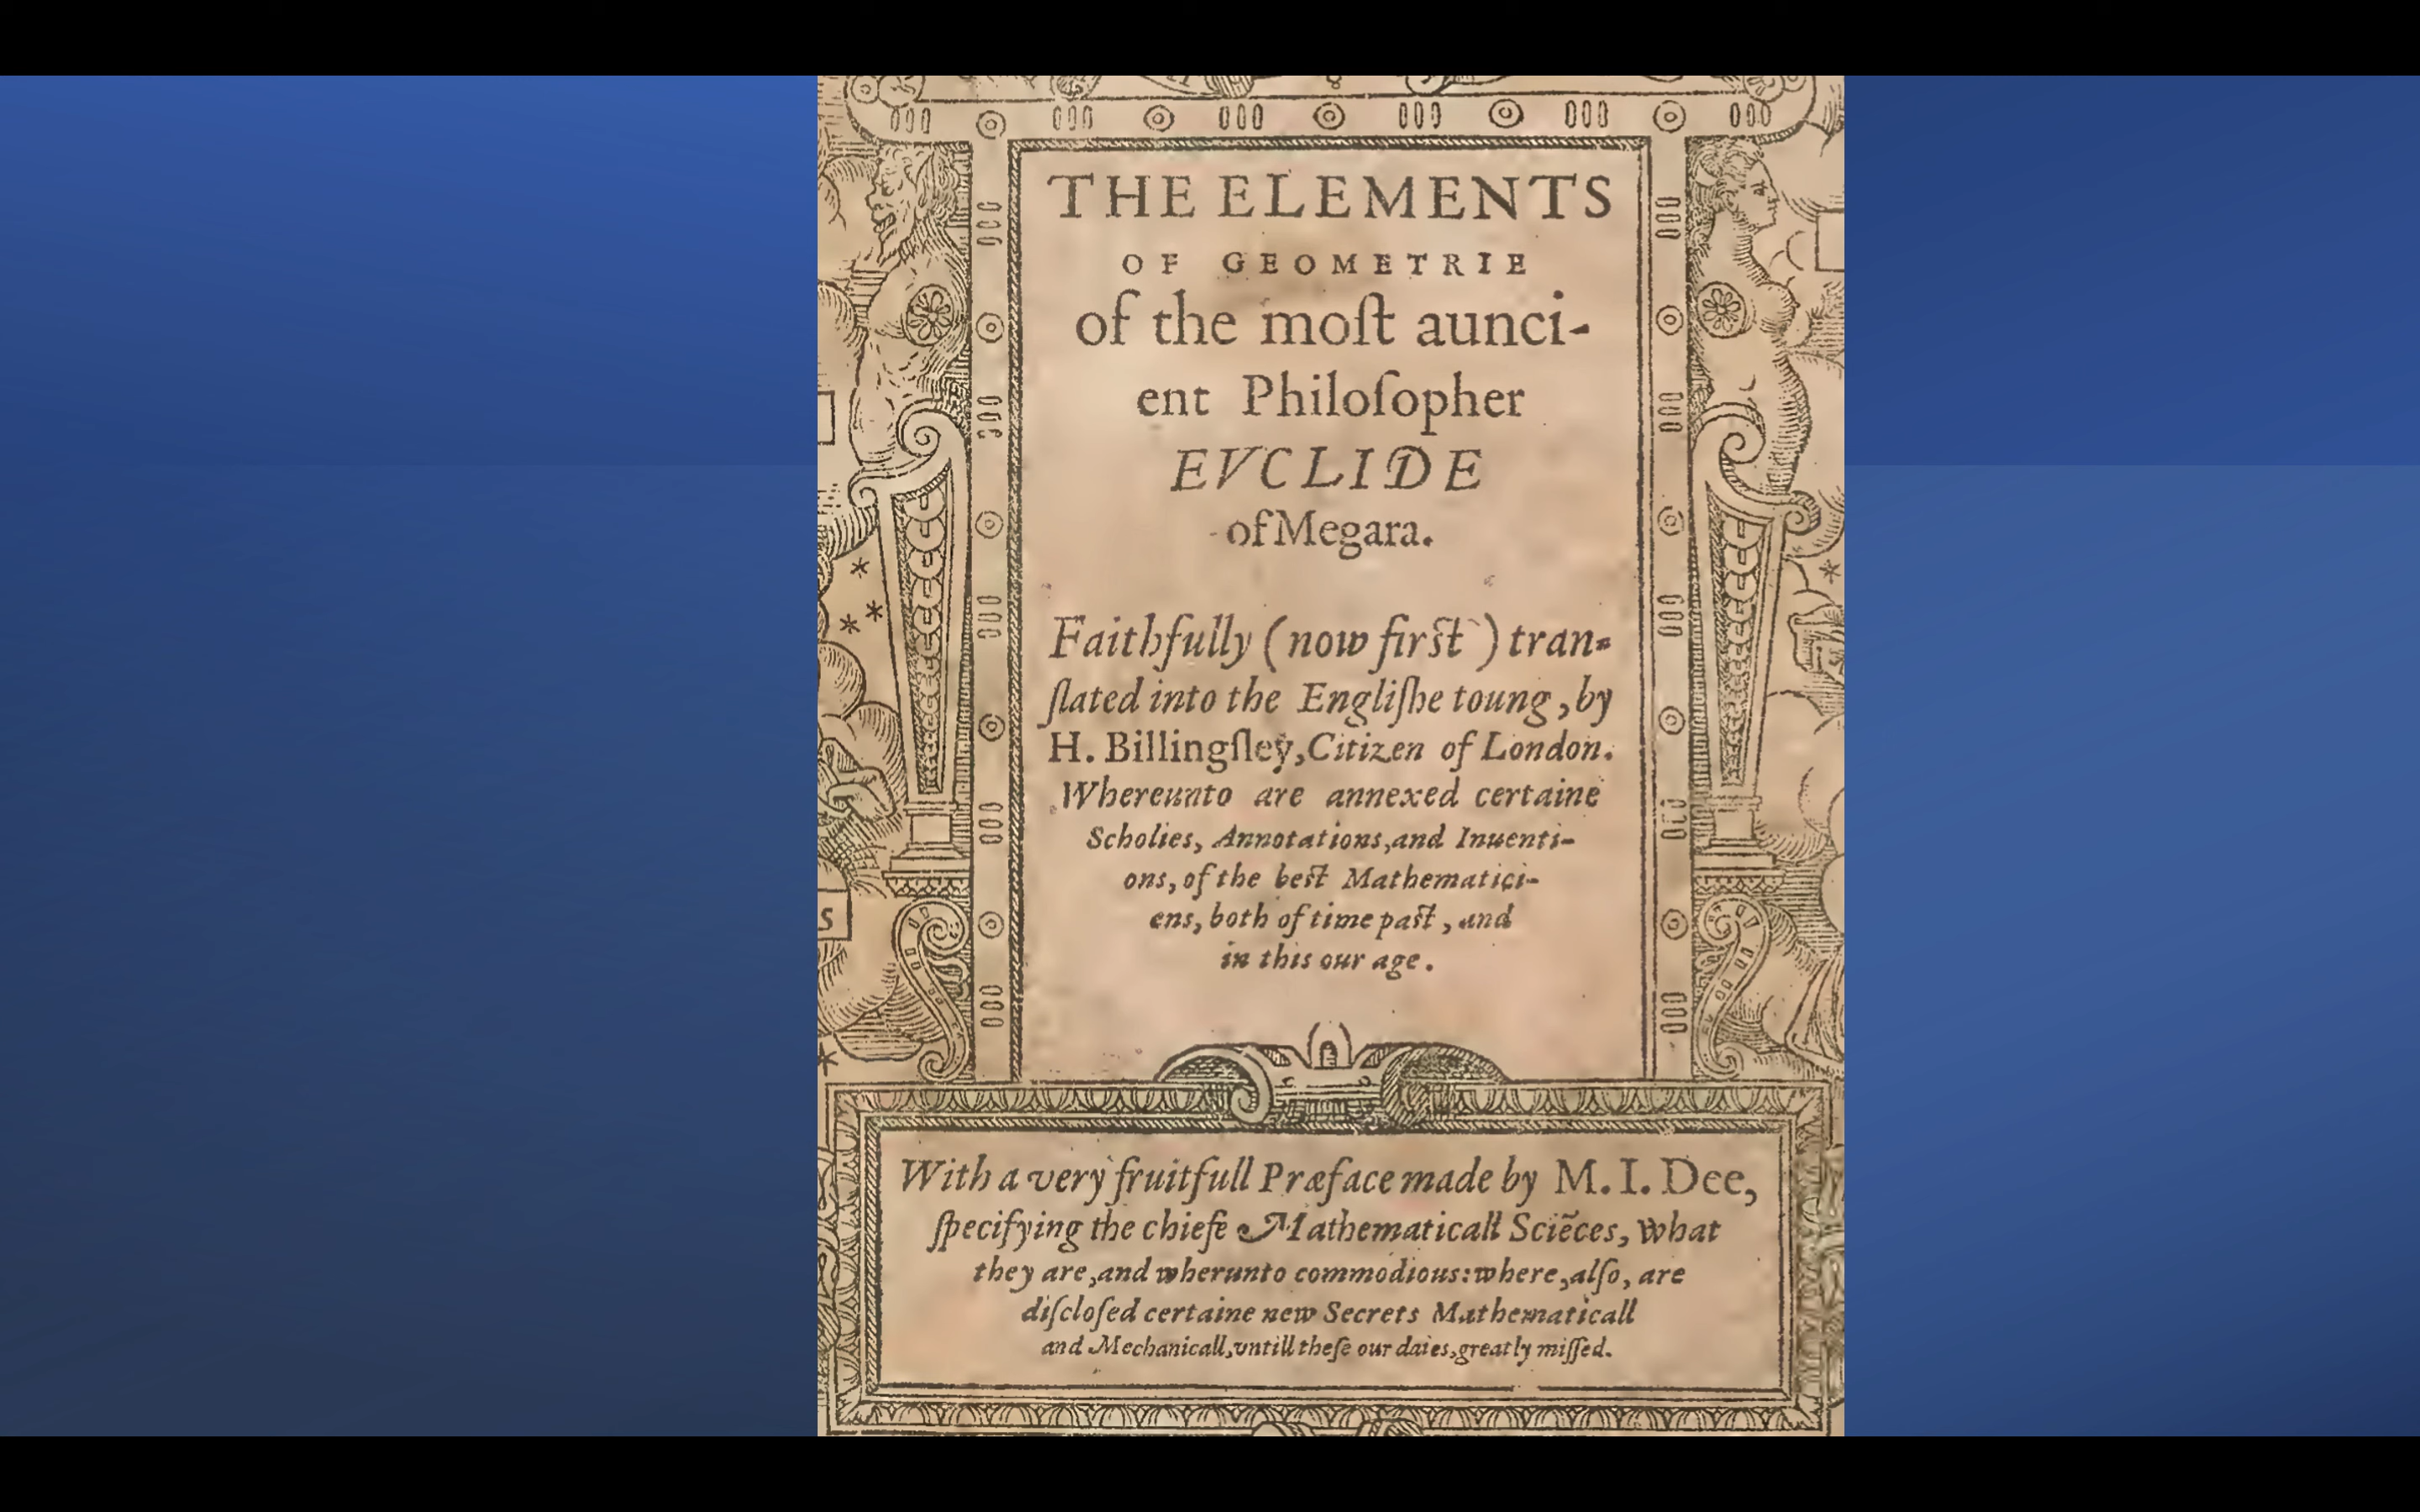 THE ELEMENTS
OF GEOMETRIE
of the moſt aunci-
ent Philoſopher
EVCLIDE
of Megara.
Faithfully (now firſt) tran-
ſlated into the Engliſhe toung, by
H. Billingſley, Citizen of London.
Whereunto are annexed certaine
Scholies, Annotations, and Inuenti-
ons, of the beſt Mathematici-
ens, both of time paſt, and
in this our age.
S
With a very fruitfull Præface made by M. I. Dee,
ſpecifying the chiefe Mathematicall Sciẽces, what
they are, and wherunto commodious: where, alſo, are
diſcloſed certaine new Secrets Mathematicall
and Mechanicall, vntill theſe our daies, greatly miſſed.